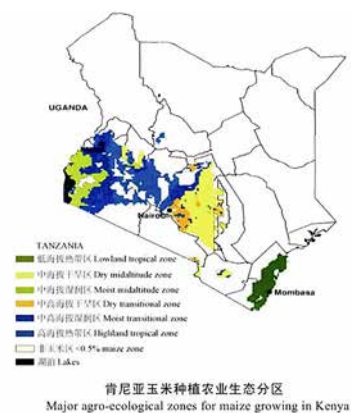 UGANDA
Nairobi
Mombasa
TANZANIA
低海拔热带区 Lowland tropical zone
中海拔干旱区 Dry midaltitude zone
中海拔湿润区 Moist midaltitude zone
中高海拔干旱区 Dry transitional zone
中高海拔湿润区 Moist transitional zone
高海拔热带区 Highland tropical zone
非玉米区<0.5% maize zone
湖泊 Lakes
肯尼亚玉米种植农业生态分区
Major agro-ecological zones for maize growing in Kenya